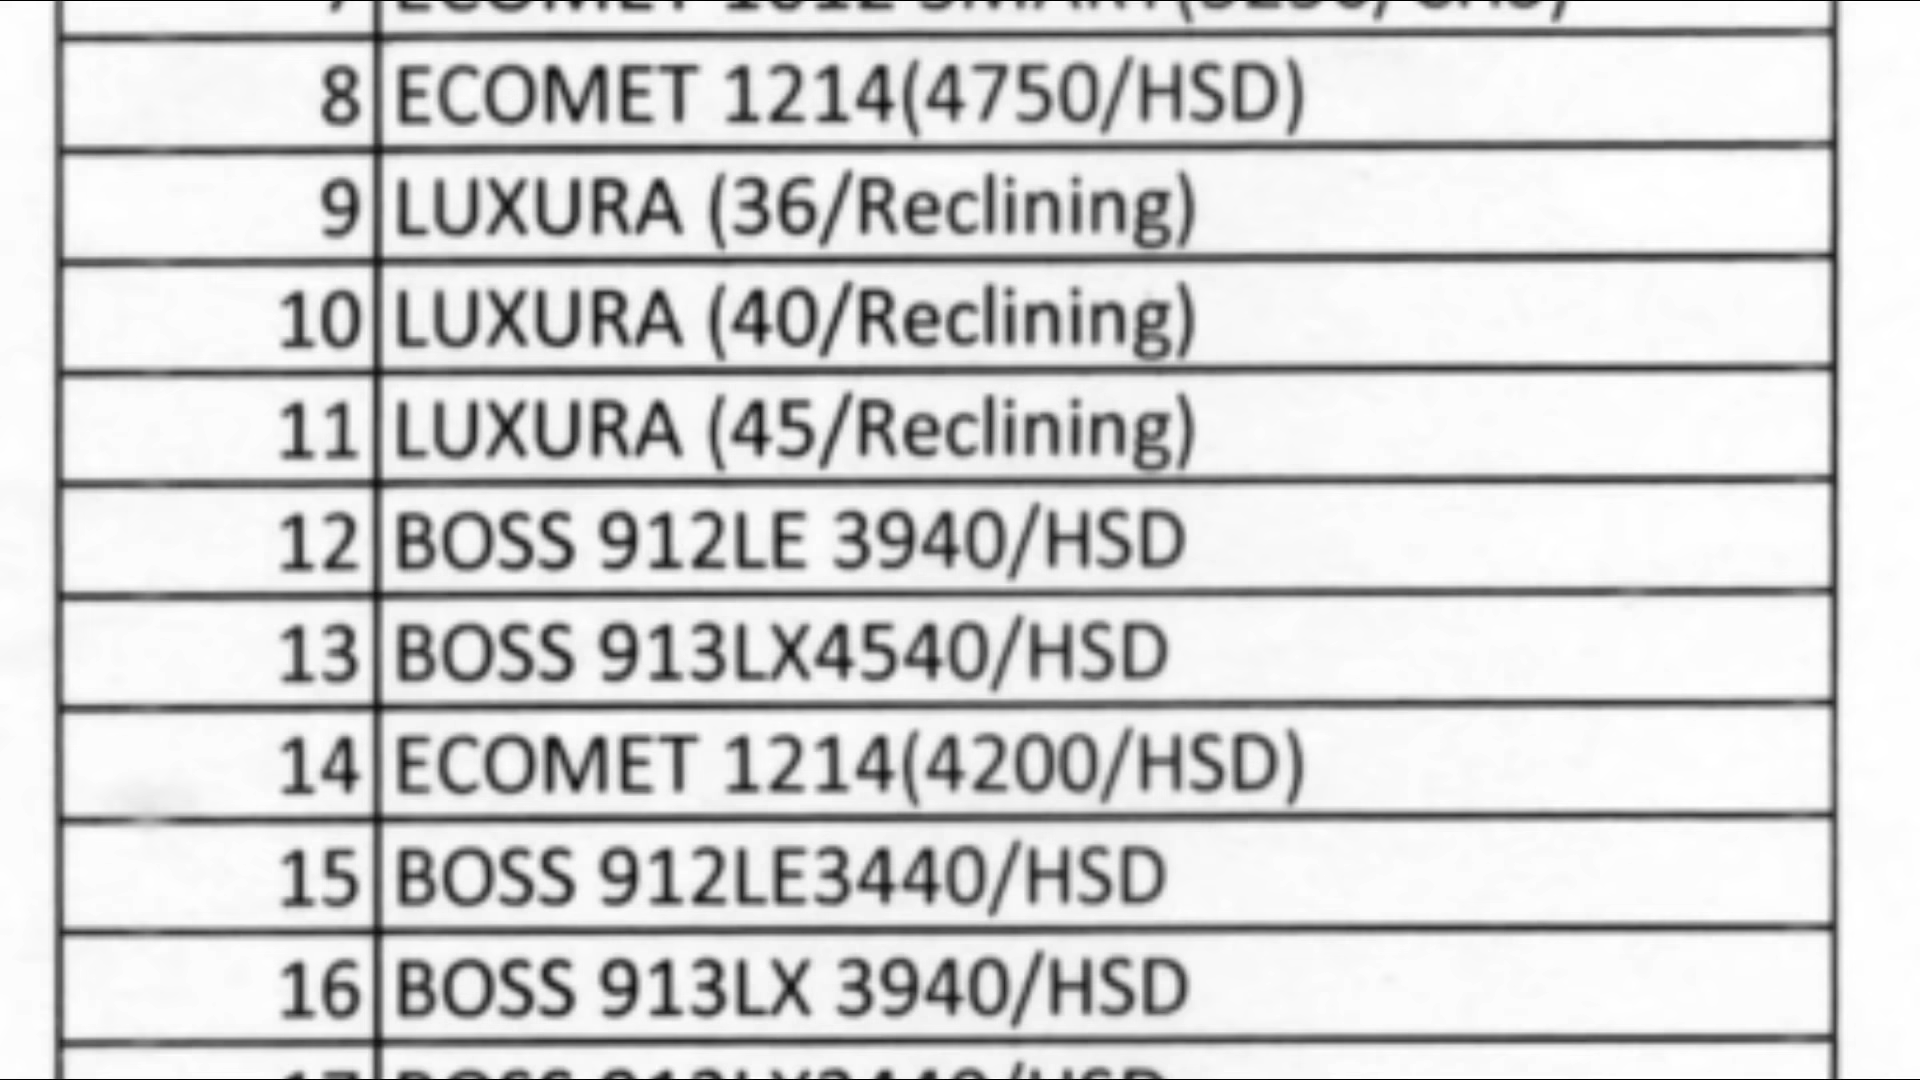 8 ECOMET 1214(4750/HSD)
9 LUXURA (36/Reclining)
10 LUXURA (40/Reclining)
11 LUXURA (45/Reclining)
12 BOSS 912LE 3940/HSD
13 BOSS 913LX4540/HSD
14 ECOMET 1214(4200/HSD)
15 BOSS 912LE3440/HSD
16 BOSS 913LX 3940/HSD